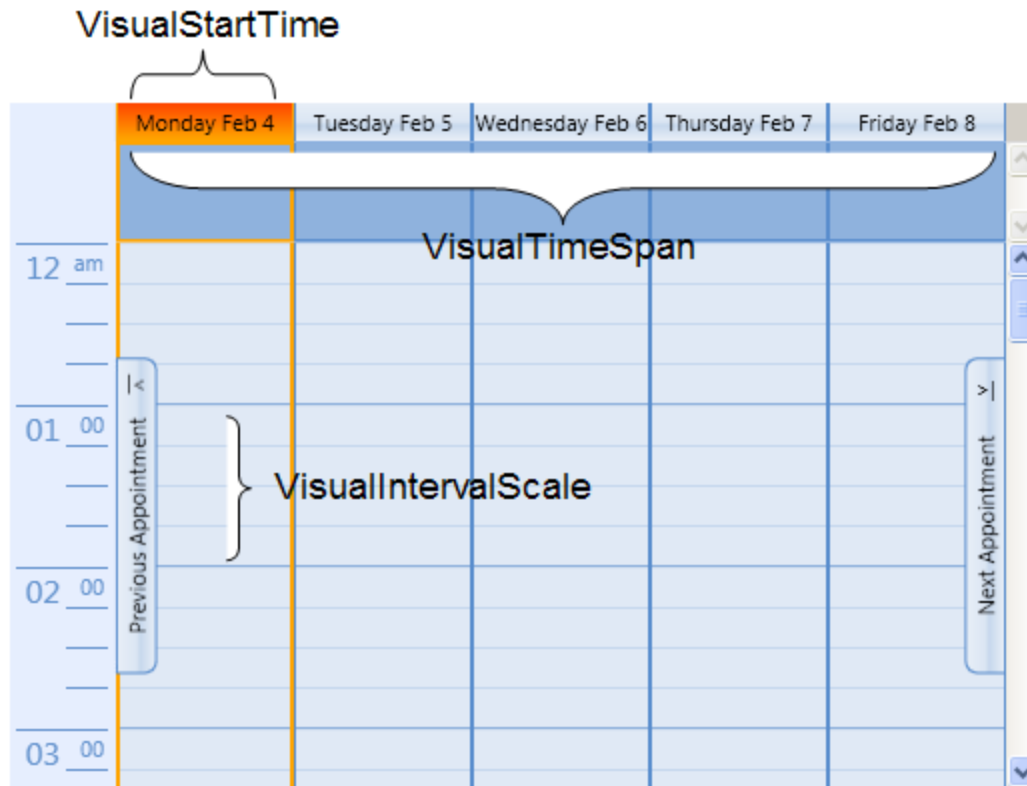 VisualStartTime
Monday Feb 4 Tuesday Feb 5 Wednesday Feb 6 Thursday Feb 7 Friday Feb 8
VisualTimeSpan
12 am
01 00
VisualIntervalScale
02 00
03 00
|< Previous Appointment
>| Next Appointment